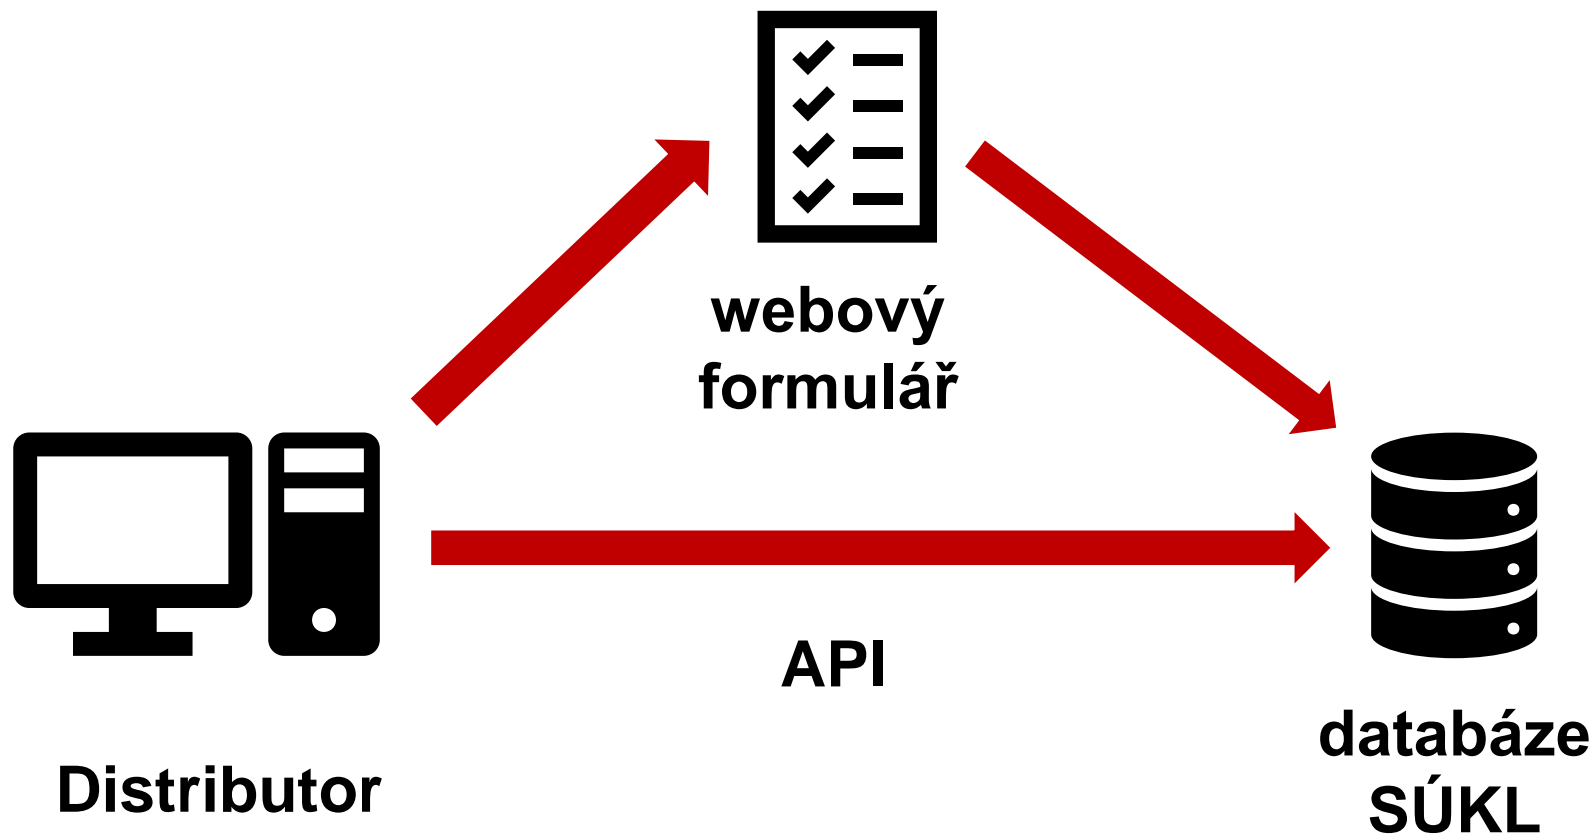 webový
formulář
API
Distributor
databáze
SÚKL